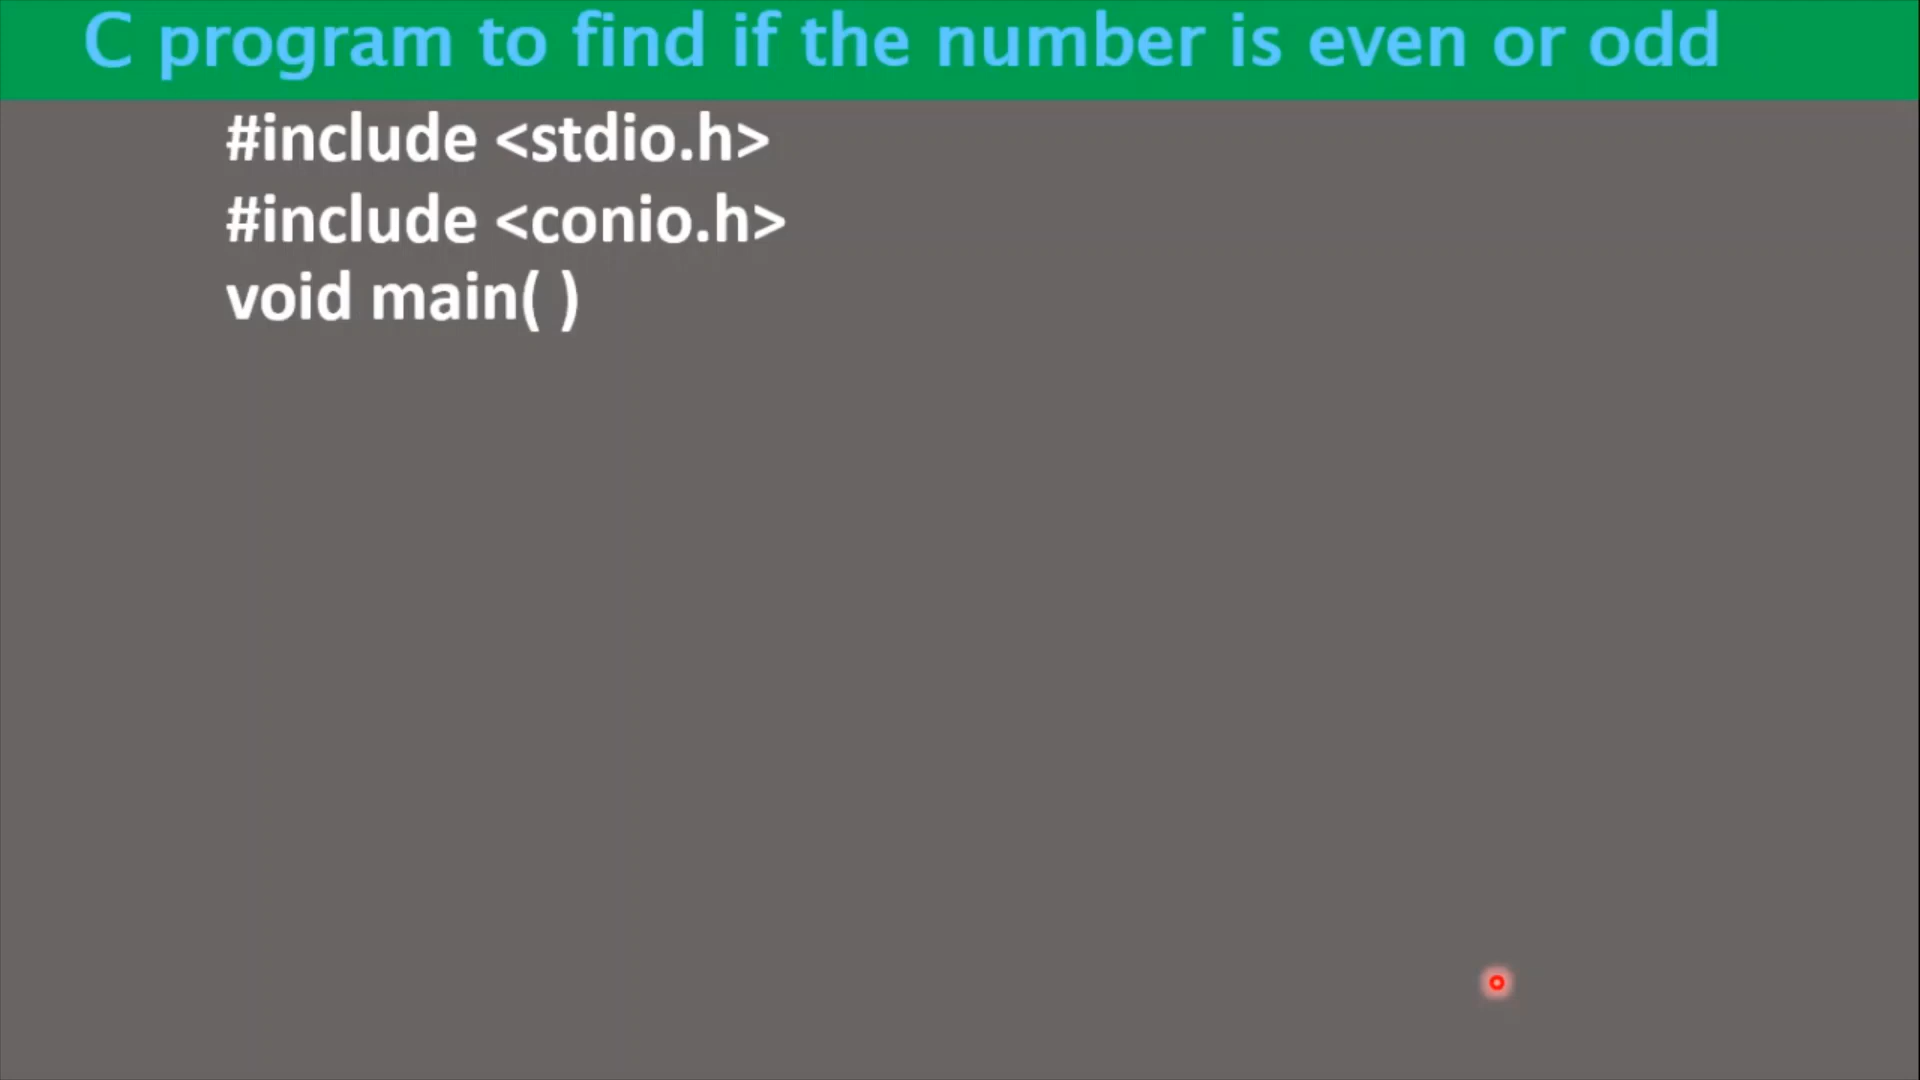 C program to find if the number is even or odd
#include <stdio.h>
#include <conio.h>
void main( )